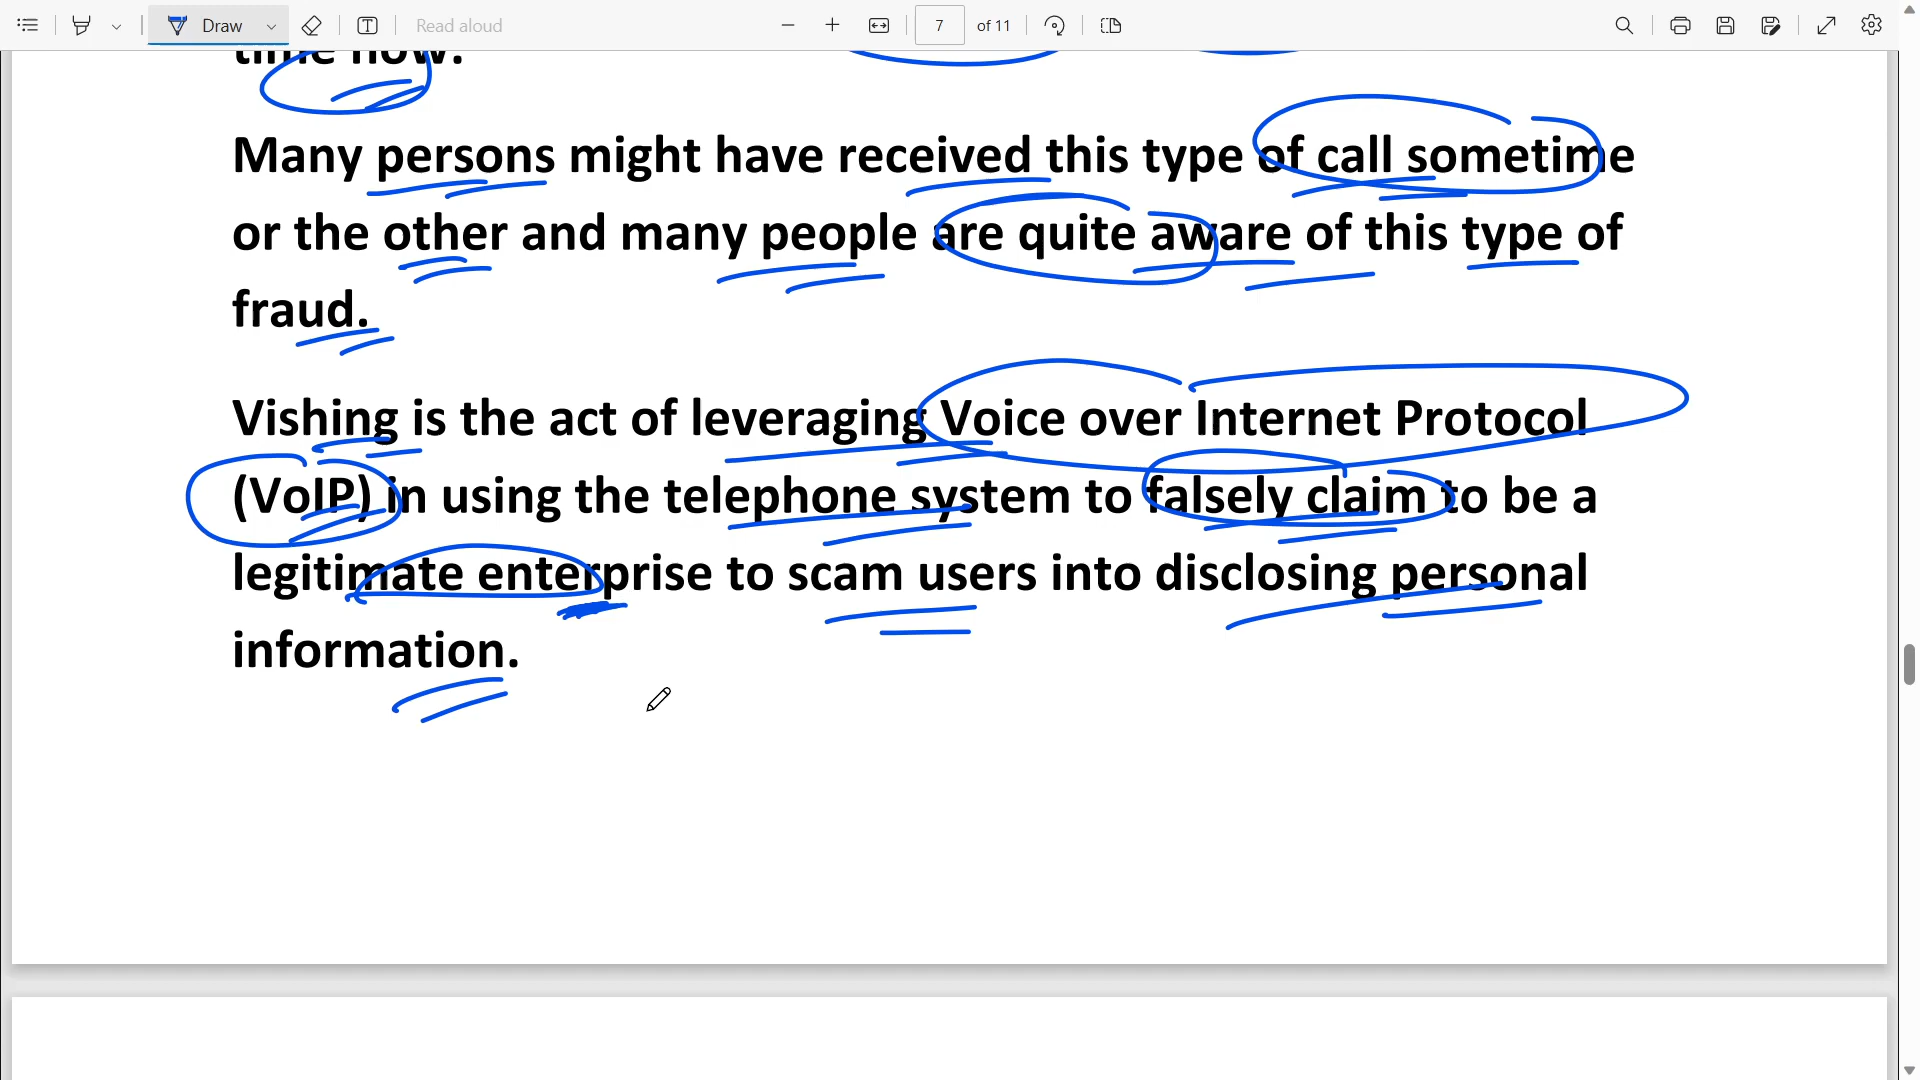 Draw
Read aloud
7
of 11
time now.
Many persons might have received this type of call sometime
or the other and many people are quite aware of this type of
fraud.
Vishing is the act of leveraging Voice over Internet Protocol
(VoIP) in using the telephone system to falsely claim to be a
legitimate enterprise to scam users into disclosing personal
information.